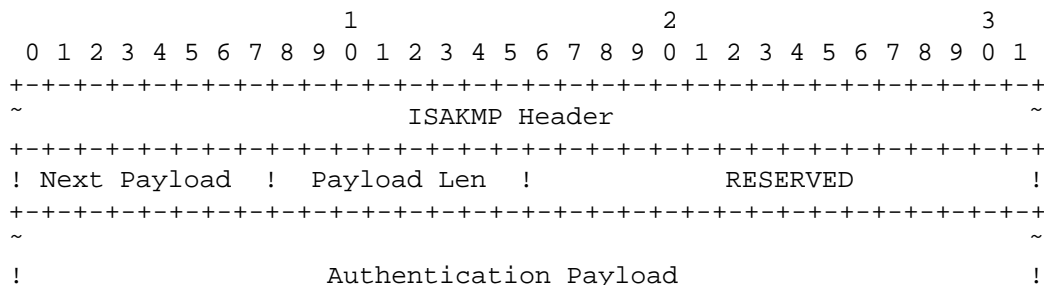 1                   2                   3
 0 1 2 3 4 5 6 7 8 9 0 1 2 3 4 5 6 7 8 9 0 1 2 3 4 5 6 7 8 9 0 1
+-+-+-+-+-+-+-+-+-+-+-+-+-+-+-+-+-+-+-+-+-+-+-+-+-+-+-+-+-+-+-+-+
~                        ISAKMP Header                          ~
+-+-+-+-+-+-+-+-+-+-+-+-+-+-+-+-+-+-+-+-+-+-+-+-+-+-+-+-+-+-+-+-+
! Next Payload  !  Payload Len  !            RESERVED           !
+-+-+-+-+-+-+-+-+-+-+-+-+-+-+-+-+-+-+-+-+-+-+-+-+-+-+-+-+-+-+-+-+
~                                                               ~
!                   Authentication Payload                      !